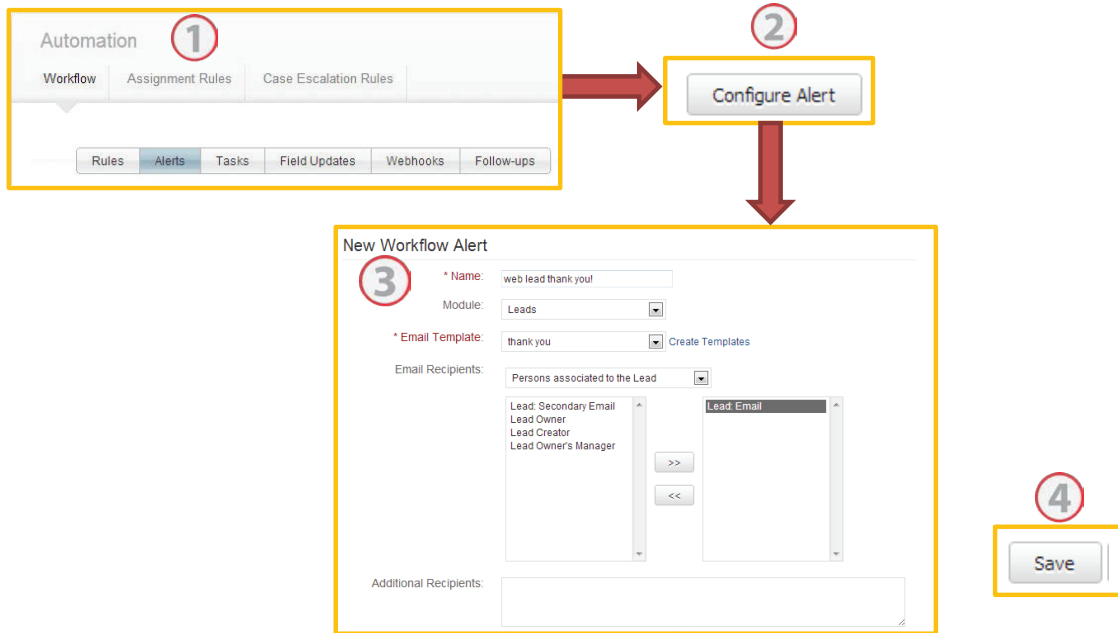 1
Automation
Workflow Assignment Rules Case Escalation Rules
Rules Alerts Tasks Field Updates Webhooks Follow-ups
2
Configure Alert
New Workflow Alert
3
* Name: web lead thank you!
Module: Leads
* Email Template: thank you Create Templates
Email Recipients: Persons associated to the Lead
Lead: Secondary Email
Lead Owner
Lead Creator
Lead Owner's Manager
>>
<<
Lead: Email
Additional Recipients:
4
Save